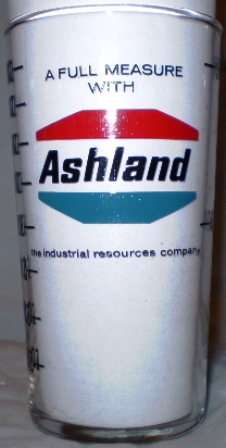 A FULL MEASURE
WITH
Ashland
the industrial resources company